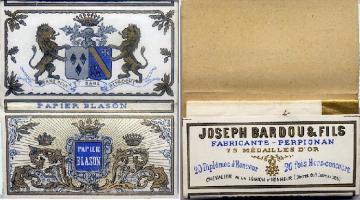 PAPIER BLASON
PAPIER
BLASON
JOSEPH BARDOU & FILS
FABRICANTS - PERPIGNAN
75 MÉDAILLES D'OR
20 Diplômes d'Honneur
20 fois Hors-concours
CHEVALIER DE LA LÉGION D'HONNEUR